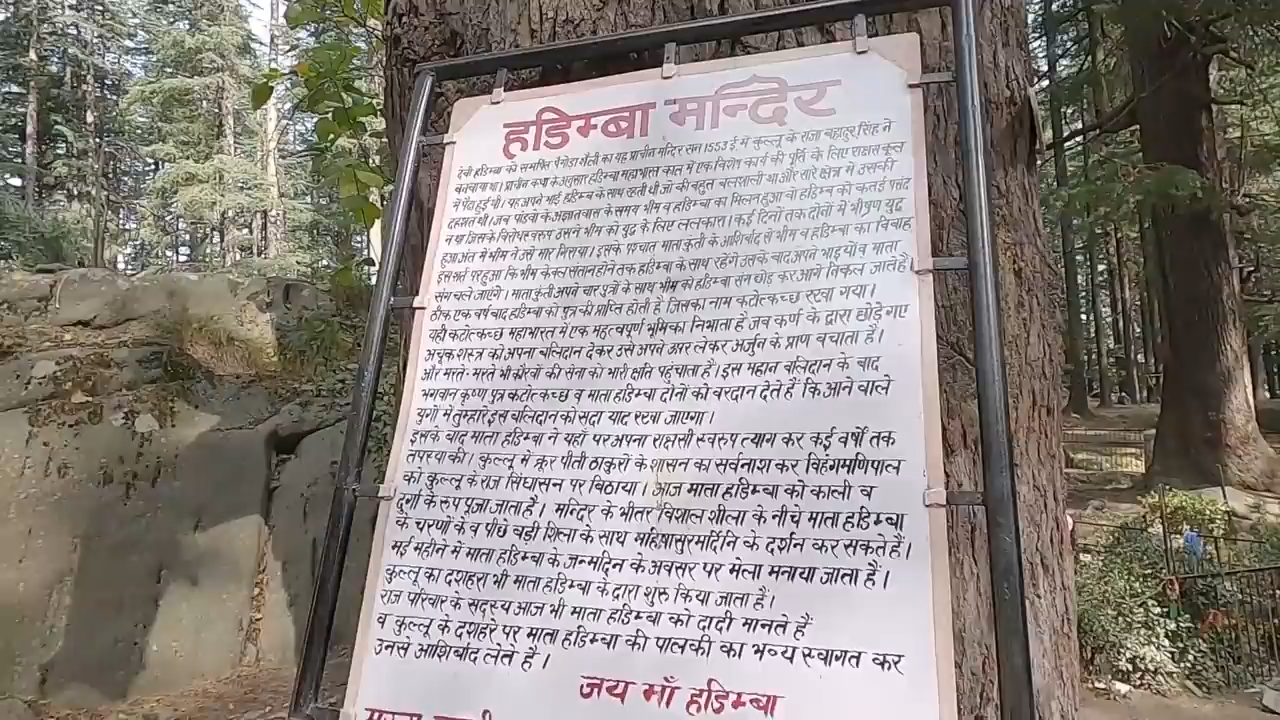 हडिम्बा मन्दिर
देवी हडिम्बा को समर्पित पैगोडा शैली का यह प्राचीन मन्दिर सन 1553 ई में कुल्लू के राजा बहादुर सिंह ने
बनवाया था। प्राचीन कथा के अनुसार हडिम्बा महाभारत काल में एक विशेष कार्य की पूर्ति के लिए राक्षस कुल
में पैदा हुई थी। यह अपने भाई हडिम्ब के साथ रहती थी जो की बहुत बलशाली था और सारे क्षेत्र में उसकी
दहशत थी। जब पांडवो के अज्ञातवास के समय भीम व हडिम्बा का मिलन हुआ वो हडिम्ब को कतई पसंद
न था जिसके विरोध स्वरुप उसने भीम को युद्ध के लिए ललकारा। कई दिनों तक दोनों में भीषण युद्ध
हुआ अंत में भीम ने उसे मार गिराया। इसके पश्चात माता कुंती के आशिर्वाद से भीम व हडिम्बा का विवाह
इस शर्त पर हुआ कि भीम केवल संतान होने तक हडिम्बा के साथ रहेंगे उसके बाद अपने भाइयों व माता
संग चले जाएंगे। माता कुंती अपने चार पुत्रों के साथ भीम को हडिम्बा संग छोड़ कर आगे निकल जाते हैं।
ठीक एक वर्ष बाद हडिम्बा को पुत्र की प्राप्ति होती है जिसका नाम कटोत्कच्छ रखा गया।
यही कटोत्कच्छ महाभारत में एक महत्वपूर्ण भूमिका निभाता है जब कर्ण के द्वारा छोड़े गए
अचूक शस्त्र को अपना बलिदान देकर उसे अपने उपर लेकर अर्जुन के प्राण बचाता है।
और मरते-मरते भी कौरवों की सेना को भारी क्षति पहुंचाता है। इस महान बलिदान के बाद
भगवान कृष्ण पुत्र कटोत्कच्छ व माता हडिम्बा दोनों को वरदान देते हैं कि आने वाले
युगों में तुम्हारे इस बलिदान को सदा याद रखा जाएगा।
इसके बाद माता हडिम्बा ने यहाँ पर अपना राक्षसी स्वरुप त्याग कर कई वर्षों तक
तपस्या की। कुल्लू में क्रूर पीती ठाकुरों के शासन का सर्वनाश कर विहंगमणिपाल
को कुल्लू के राज सिंघासन पर बिठाया। आज माता हडिम्बा को काली व
दुर्गा के रुप पूजा जाता है। मन्दिर के भीतर विशाल शीला के नीचे माता हडिम्बा
के चरणों के व पीछे बड़ी शिला के साथ महिषासुरमर्दिनि के दर्शन कर सकते हैं।
मई महीने में माता हडिम्बा के जन्मदिन के अवसर पर मेला मनाया जाता है।
कुल्लू का दशहरा भी माता हडिम्बा के द्वारा शुरु किया जाता है।
राज परिवार के सदस्य आज भी माता हडिम्बा को दादी मानते हैं
व कुल्लू के दशहरे पर माता हडिम्बा की पालकी का भव्य स्वागत कर
उनसे आशिर्वाद लेते है।
जय माँ हडिम्बा